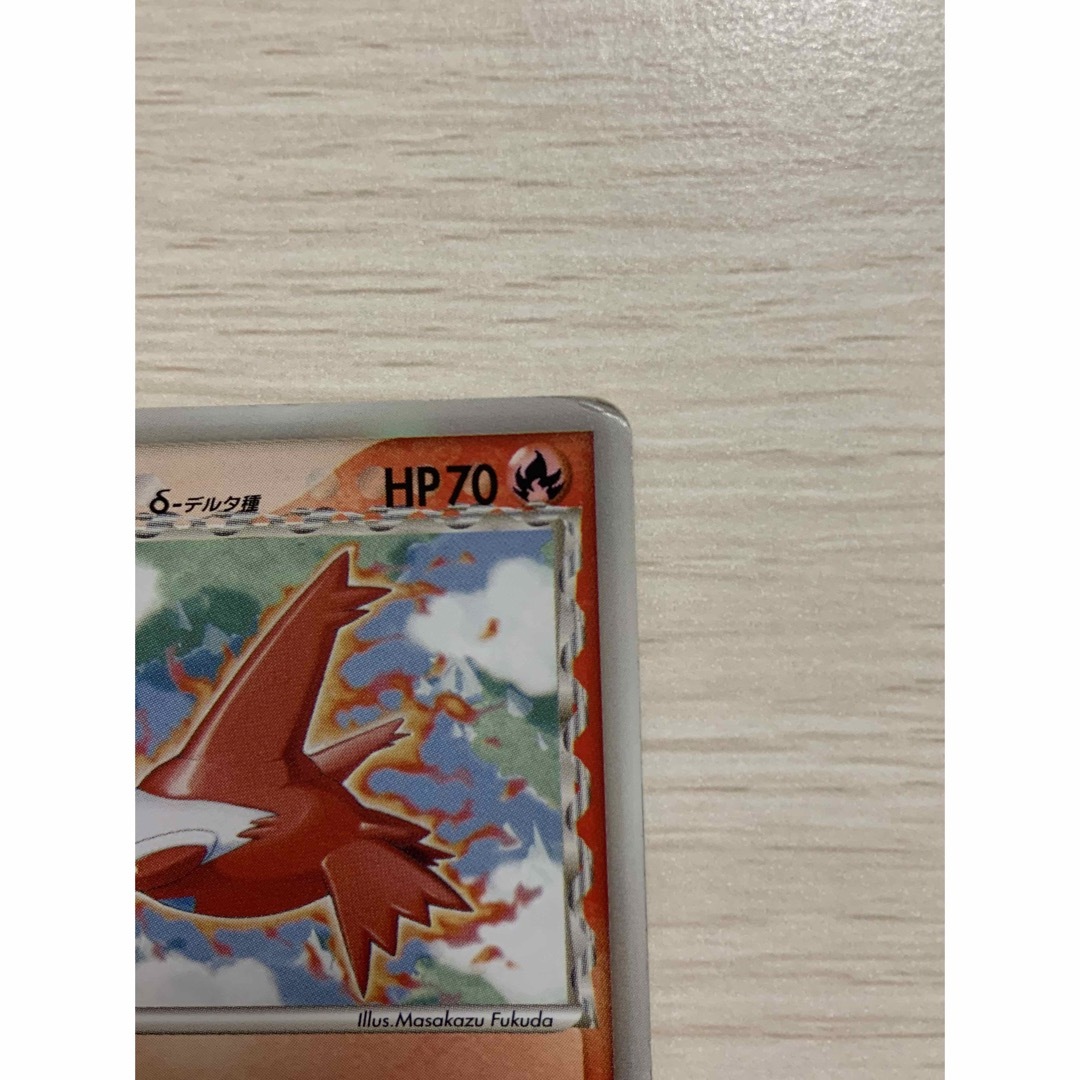 δ-デルタ種 HP70
Illus.Masakazu Fukuda